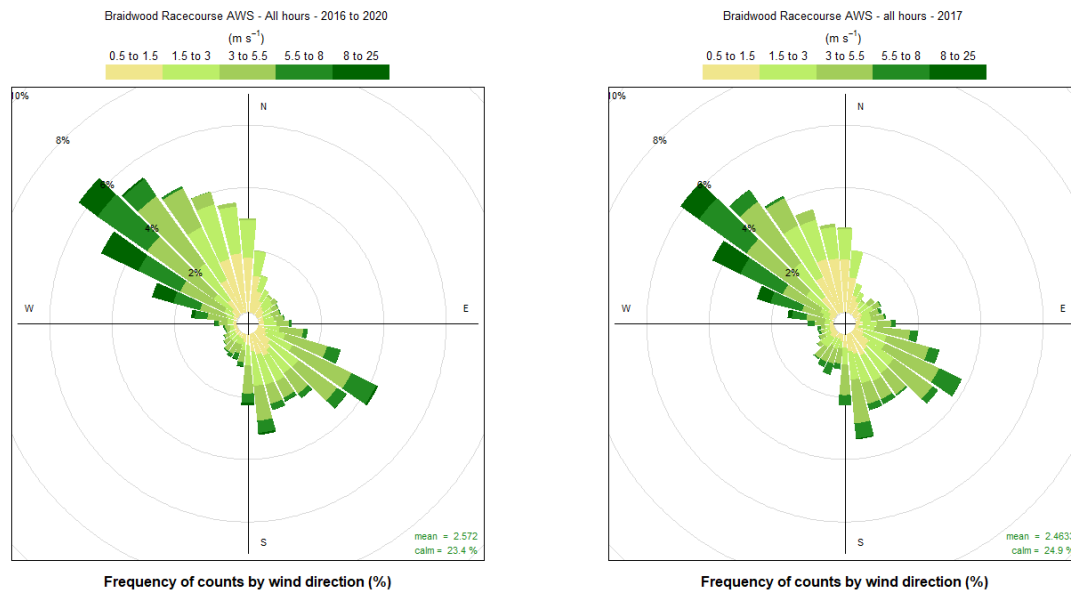 Braidwood Racecourse AWS - All hours - 2016 to 2020
(m s⁻¹)
0.5 to 1.5 1.5 to 3 3 to 5.5 5.5 to 8 8 to 25
10%
8%
6%
4%
2%
N
W
E
S
mean = 2.572
calm = 23.4 %
Frequency of counts by wind direction (%)
Braidwood Racecourse AWS - all hours - 2017
(m s⁻¹)
0.5 to 1.5 1.5 to 3 3 to 5.5 5.5 to 8 8 to 25
10%
8%
6%
4%
2%
N
W
E
S
mean = 2.4633
calm = 24.9 %
Frequency of counts by wind direction (%)